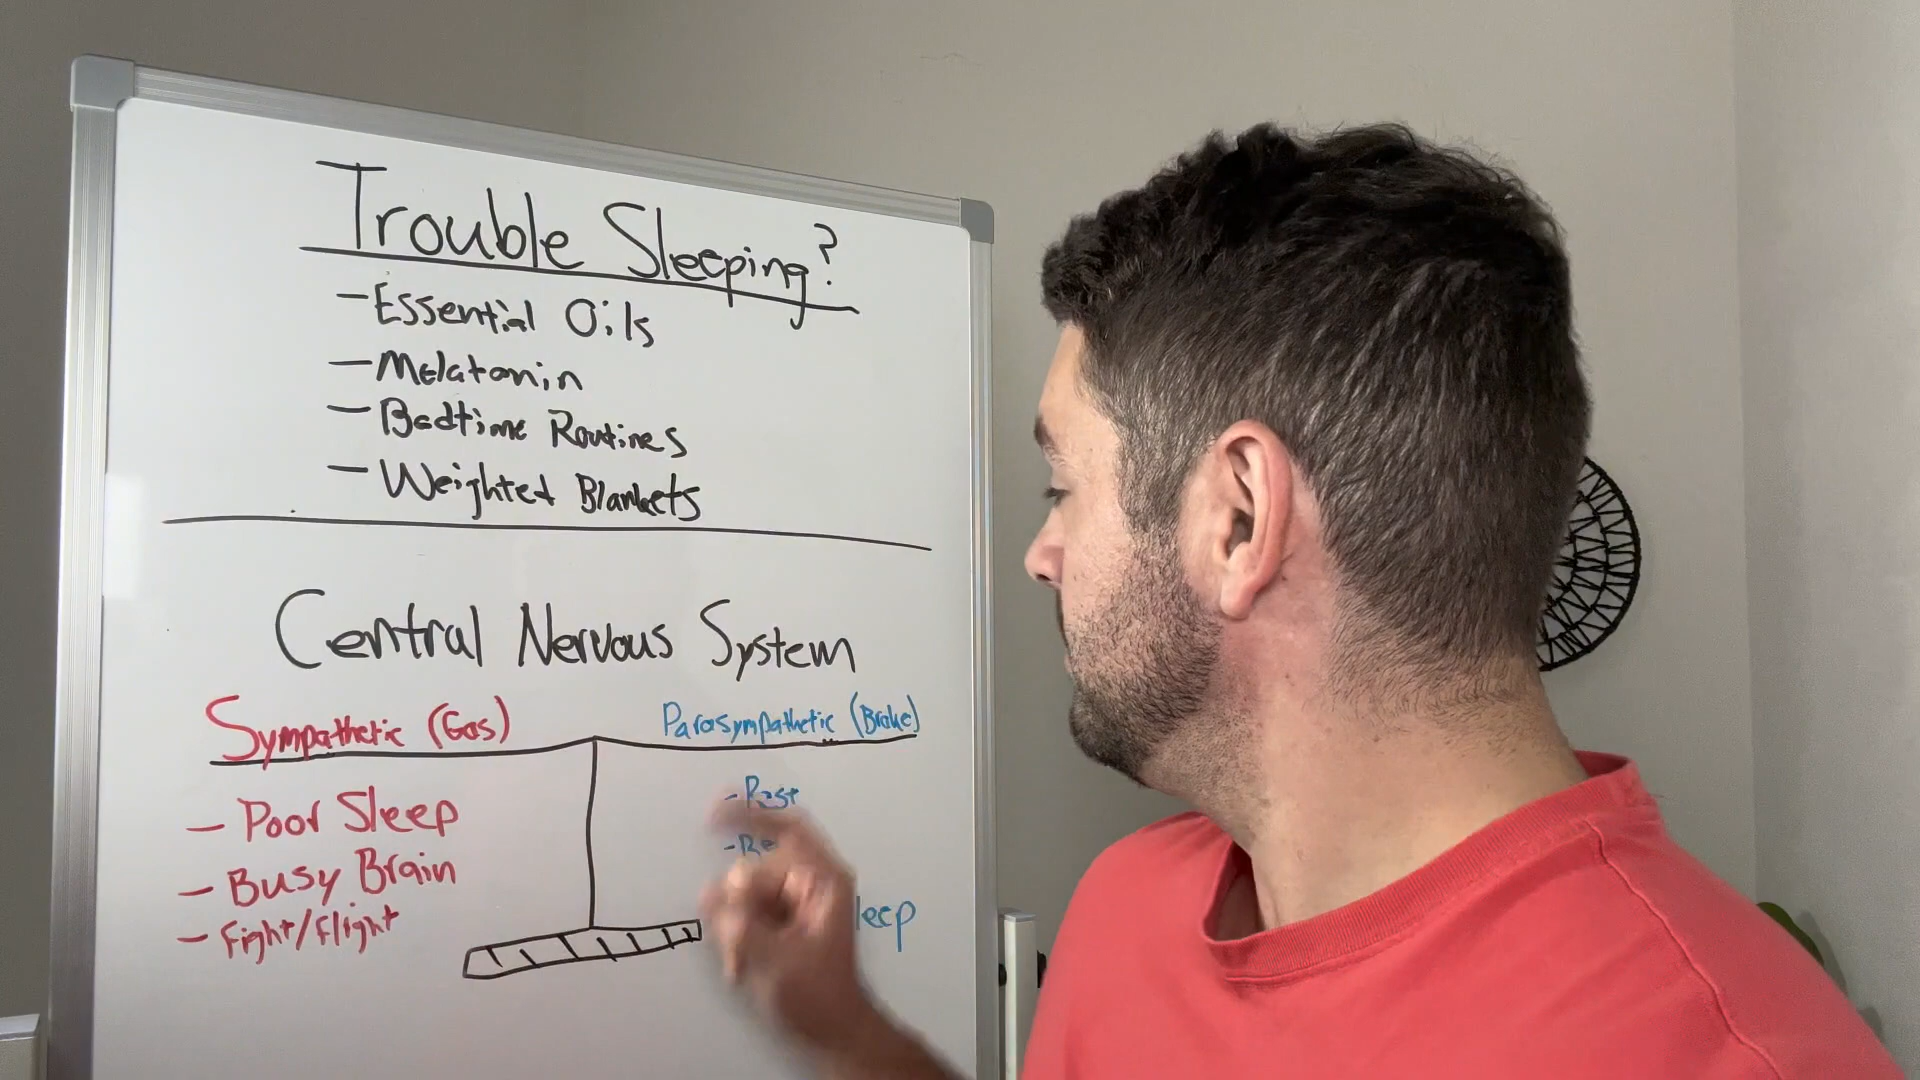 Trouble Sleeping?
- Essential Oils
- Melatonin
- Bedtime Routines
- Weighted Blankets
Central Nervous System
Sympathetic (Gas)
- Poor Sleep
- Busy Brain
- Fight/Flight
Parasympathetic (Brake)
- Rest